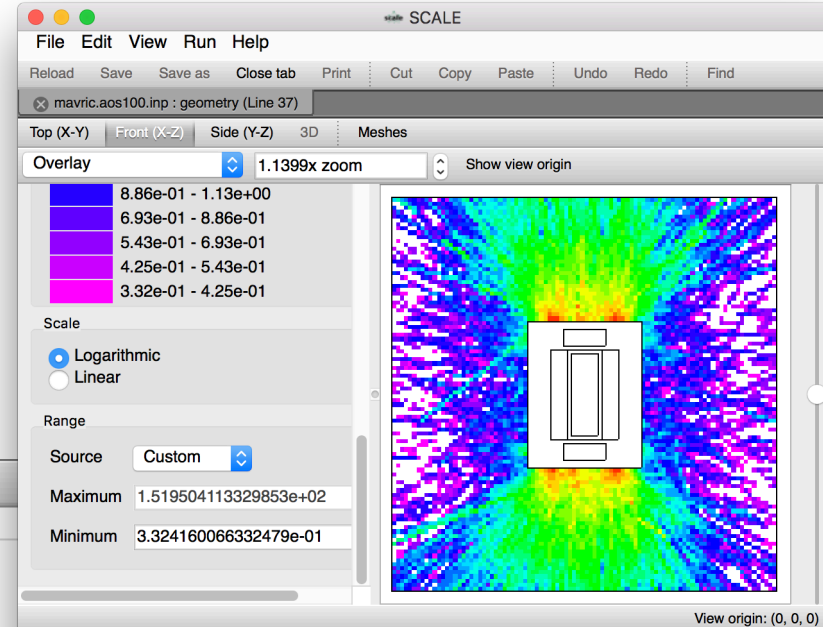 scale SCALE
File Edit View Run Help
Reload Save Save as Close tab Print Cut Copy Paste Undo Redo Find
mavric.aos100.inp : geometry (Line 37)
Top (X-Y) Front (X-Z) Side (Y-Z) 3D Meshes
Overlay 1.1399x zoom Show view origin
8.86e-01 - 1.13e+00
6.93e-01 - 8.86e-01
5.43e-01 - 6.93e-01
4.25e-01 - 5.43e-01
3.32e-01 - 4.25e-01
Scale
Logarithmic
Linear
Range
Source Custom
Maximum 1.519504113329853e+02
Minimum 3.324160066332479e-01
View origin: (0, 0, 0)